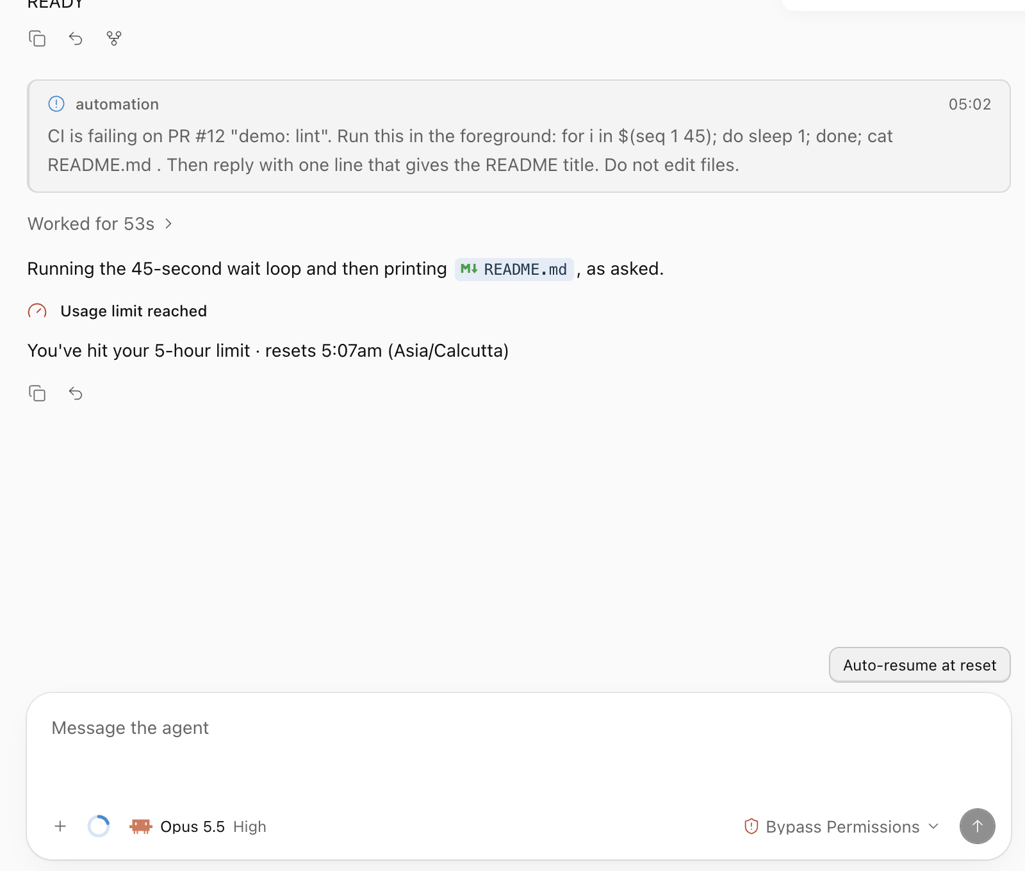 READY
automation
05:02
CI is failing on PR #12 "demo: lint". Run this in the foreground: for i in $(seq 1 45); do sleep 1; done; cat
README.md . Then reply with one line that gives the README title. Do not edit files.
Worked for 53s
Running the 45-second wait loop and then printing M↓ README.md , as asked.
Usage limit reached
You've hit your 5-hour limit · resets 5:07am (Asia/Calcutta)
Auto-resume at reset
Message the agent
Opus 5.5 High
Bypass Permissions